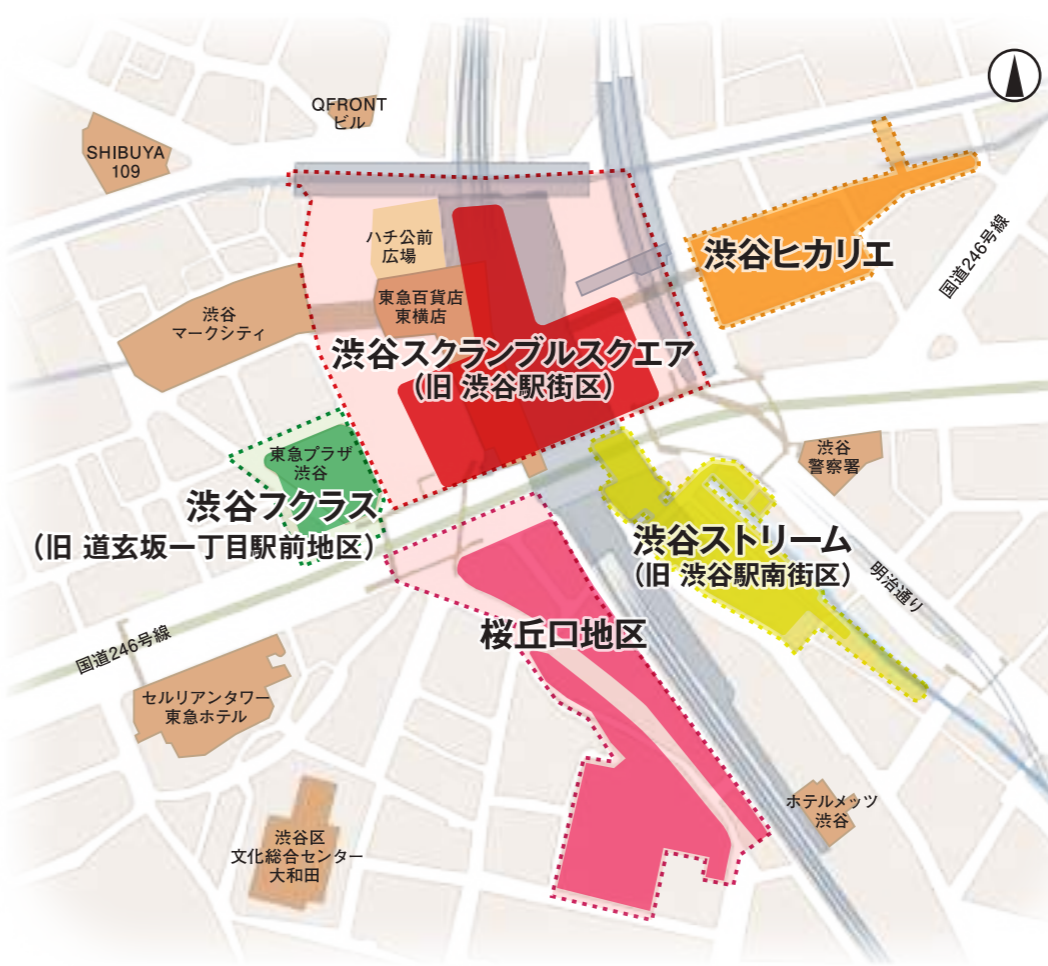 QFRONT
ビル
SHIBUYA
109
ハチ公前
広場
渋谷ヒカリエ
国道246号線
東急百貨店
東横店
渋谷
マークシティ
渋谷スクランブルスクエア
(旧 渋谷駅街区)
東急プラザ
渋谷
渋谷
警察署
渋谷フクラス
(旧 道玄坂一丁目駅前地区)
渋谷ストリーム
(旧 渋谷駅南街区)
明治通り
桜丘口地区
国道246号線
セルリアンタワー
東急ホテル
ホテルメッツ
渋谷
渋谷区
文化総合センター
大和田